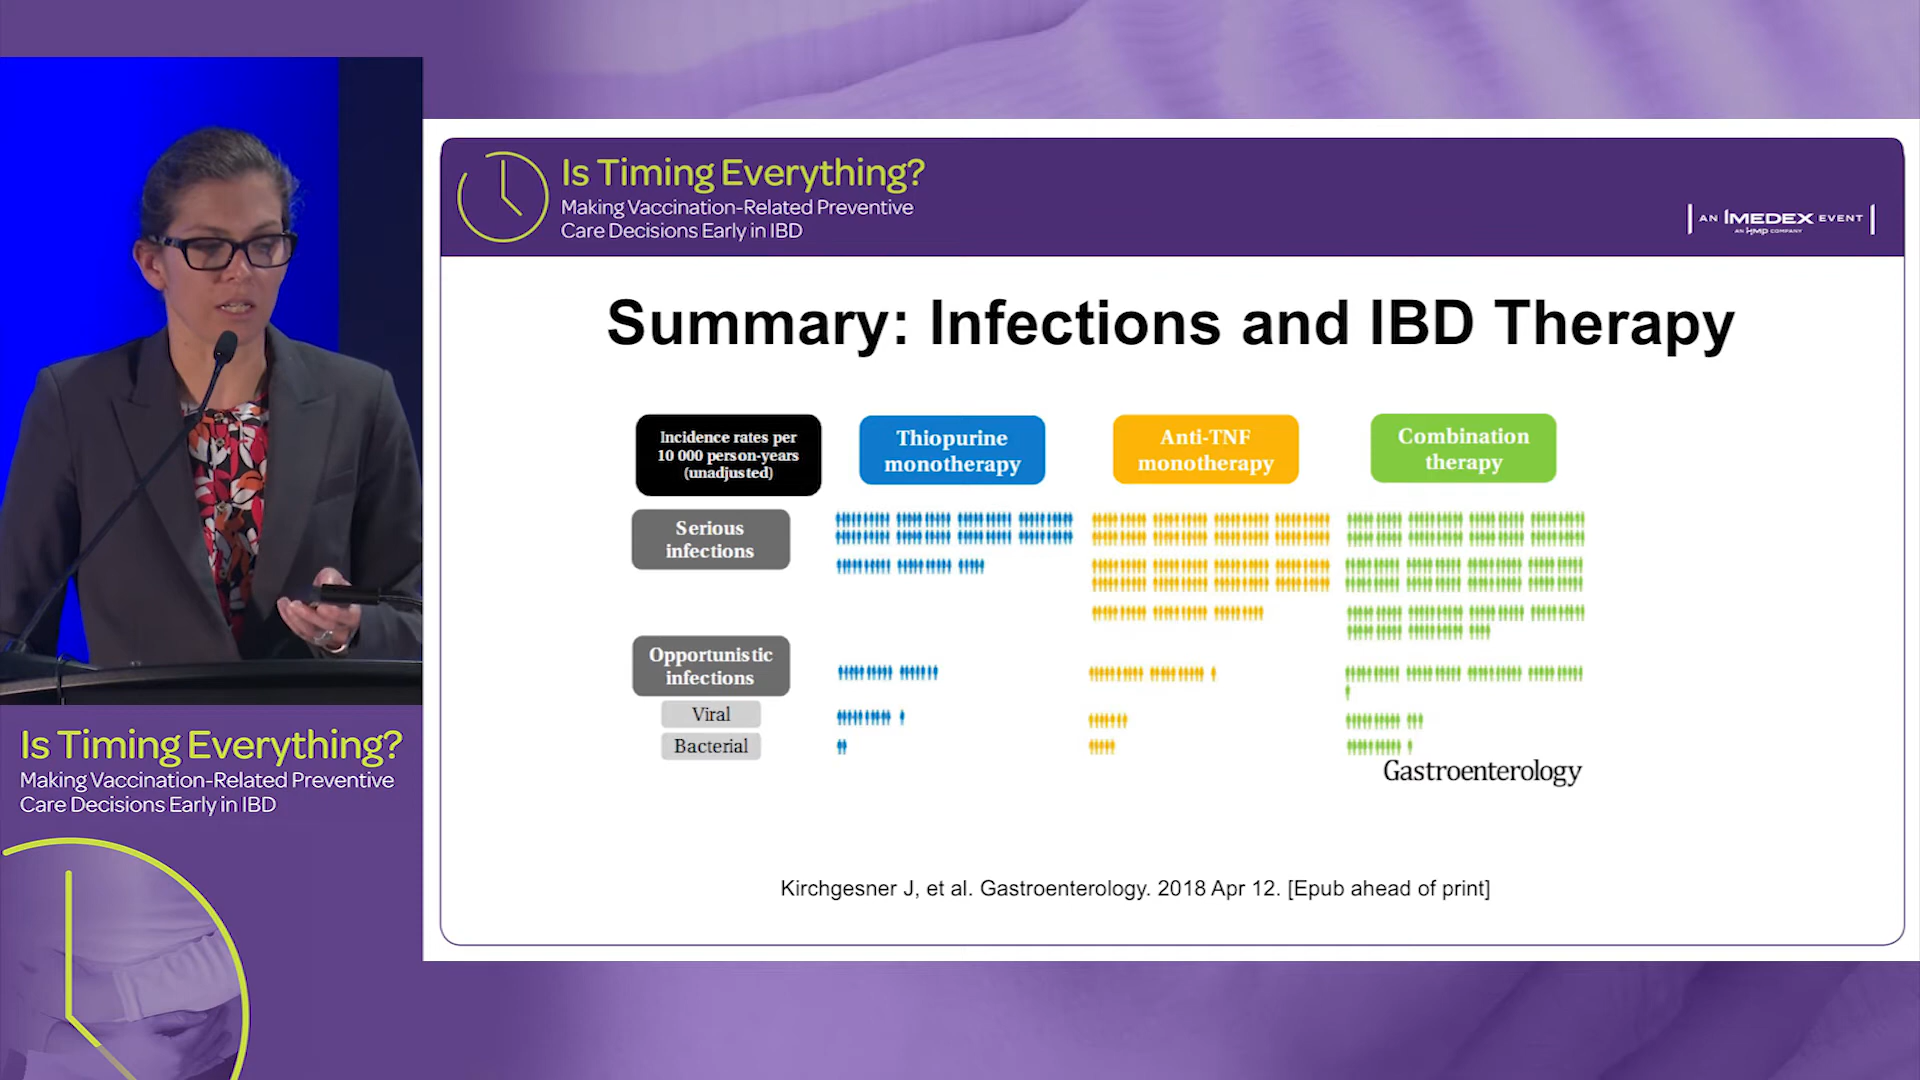 Is Timing Everything?
Making Vaccination-Related Preventive
Care Decisions Early in IBD
AN IMEDEX EVENT
AN HMP COMPANY
Summary: Infections and IBD Therapy
Incidence rates per
10 000 person-years
(unadjusted)
Thiopurine
monotherapy
Anti-TNF
monotherapy
Combination
therapy
Serious
infections
Opportunistic
infections
Viral
Bacterial
Gastroenterology
Kirchgesner J, et al. Gastroenterology. 2018 Apr 12. [Epub ahead of print]
Is Timing Everything?
Making Vaccination-Related Preventive
Care Decisions Early in IBD